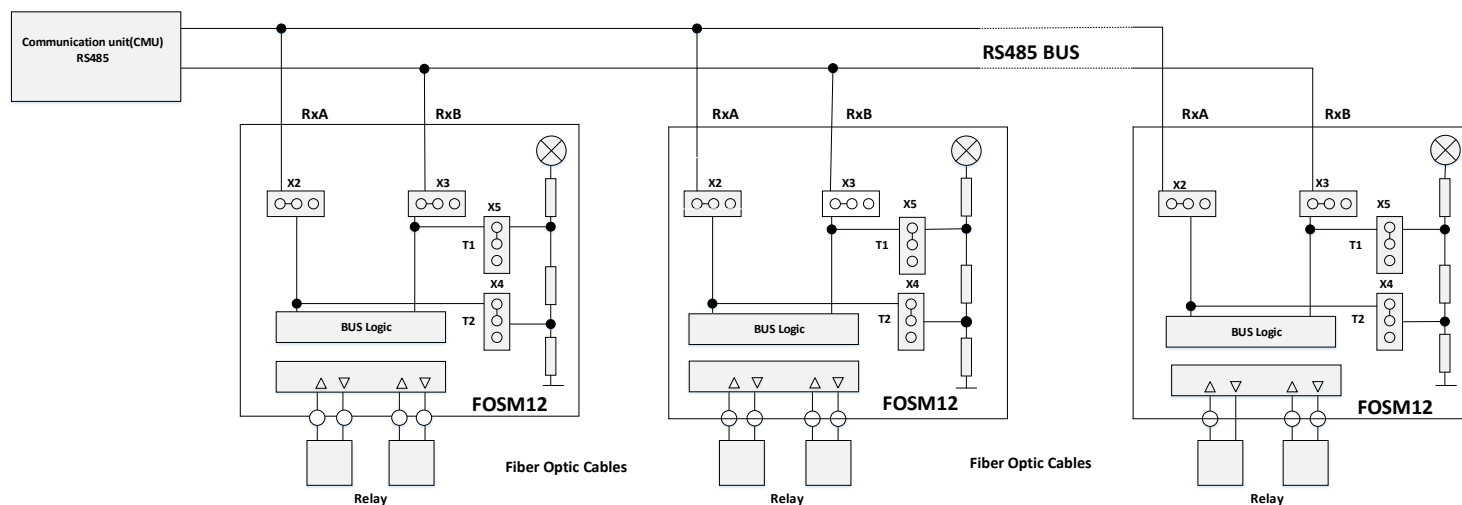 Communication unit(CMU)
RS485
RS485 BUS
RxA
RxB
RxA
RxB
RxA
RxB
X2
X3
X5
T1
X4
T2
BUS Logic
FOSM12
X2
X3
X5
T1
X4
T2
BUS Logic
FOSM12
X2
X3
X5
T1
X4
T2
BUS Logic
FOSM12
Fiber Optic Cables
Fiber Optic Cables
Relay
Relay
Relay